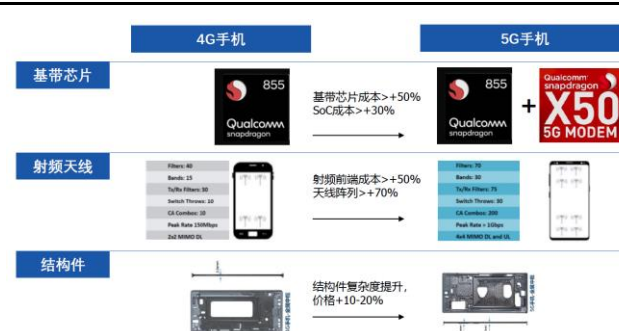 4G手机
5G手机
基带芯片
855
Qualcomm
snapdragon
基带芯片成本>+50%
SoC成本>+30%
855
Qualcomm
snapdragon
+
Qualcomm
snapdragon
X50
5G MODEM
射频天线
Filters: 40
Bands: 15
Tx/Rx Filters: 30
Switch Throws: 10
CA Combos: 10
Peak Rate 150Mbps
2x2 MIMO DL
射频前端成本>+50%
天线阵列>+70%
Filters: 70
Bands: 30
Tx/Rx Filters: 75
Switch Throws: 30
CA Combos: 200
Peak Rate > 1Gbps
4x4 MIMO DL and UL
结构件
结构件复杂度提升,
价格+10-20%